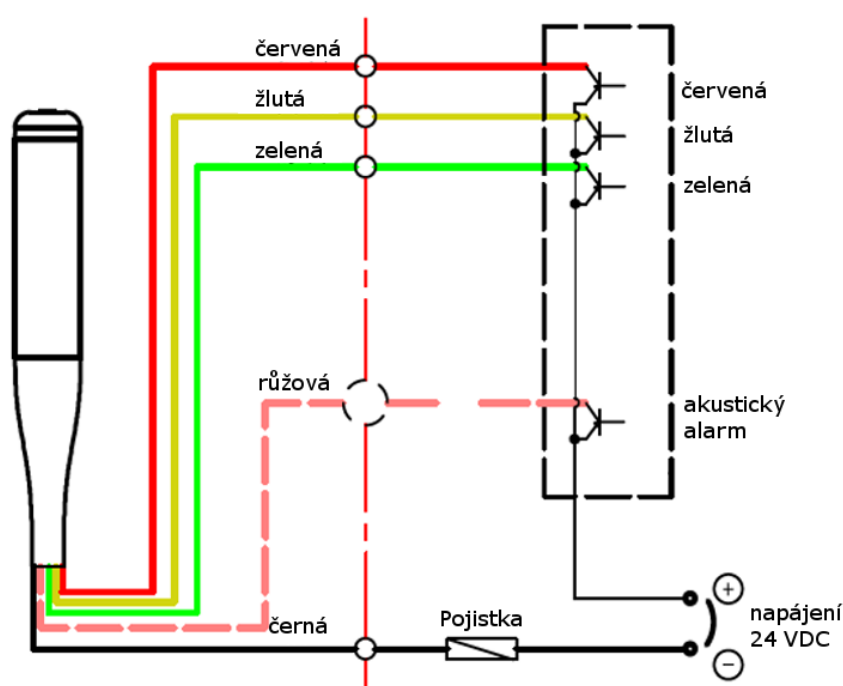 červená
žlutá
zelená
růžová
černá
Pojistka
červená
žlutá
zelená
akustický
alarm
+
napájení
24 VDC
−